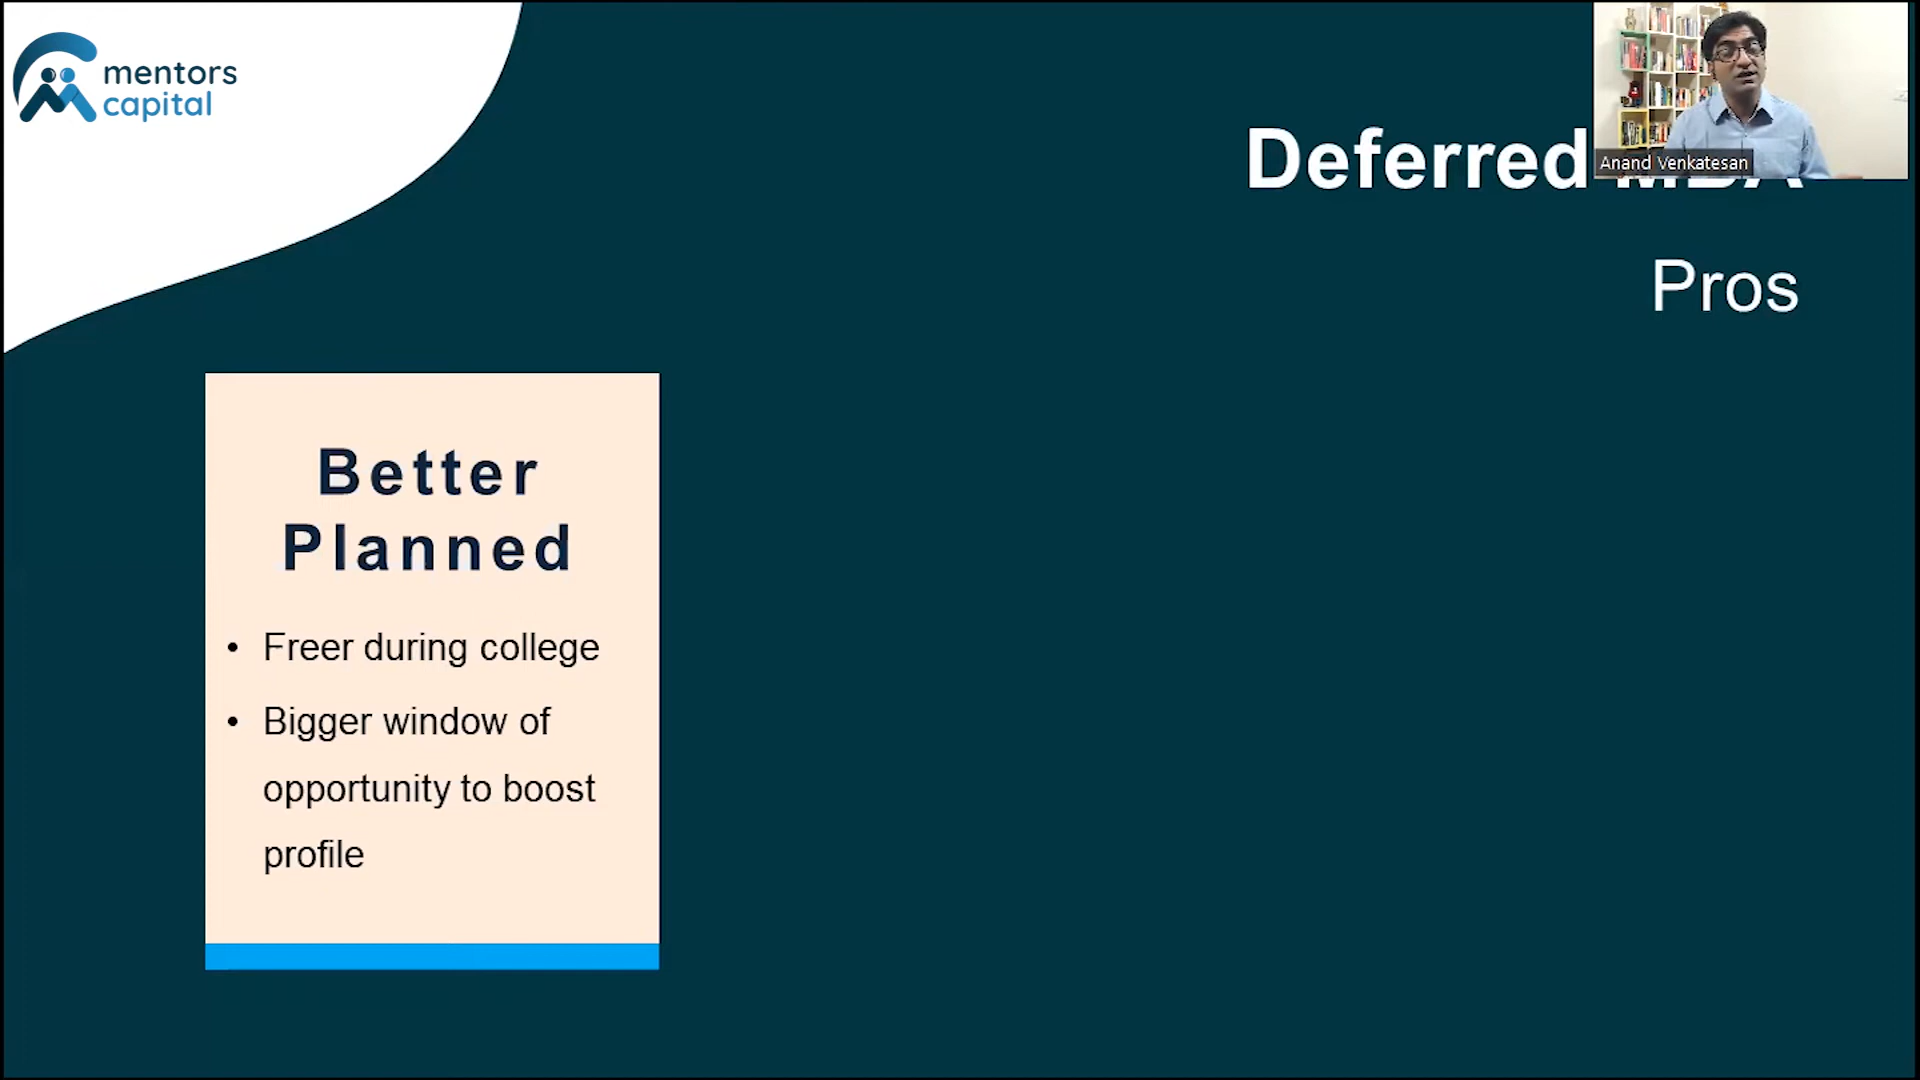 mentors
capital
Anand Venkatesan
Deferred MBA
Pros
Better
Planned
• Freer during college
• Bigger window of
opportunity to boost
profile